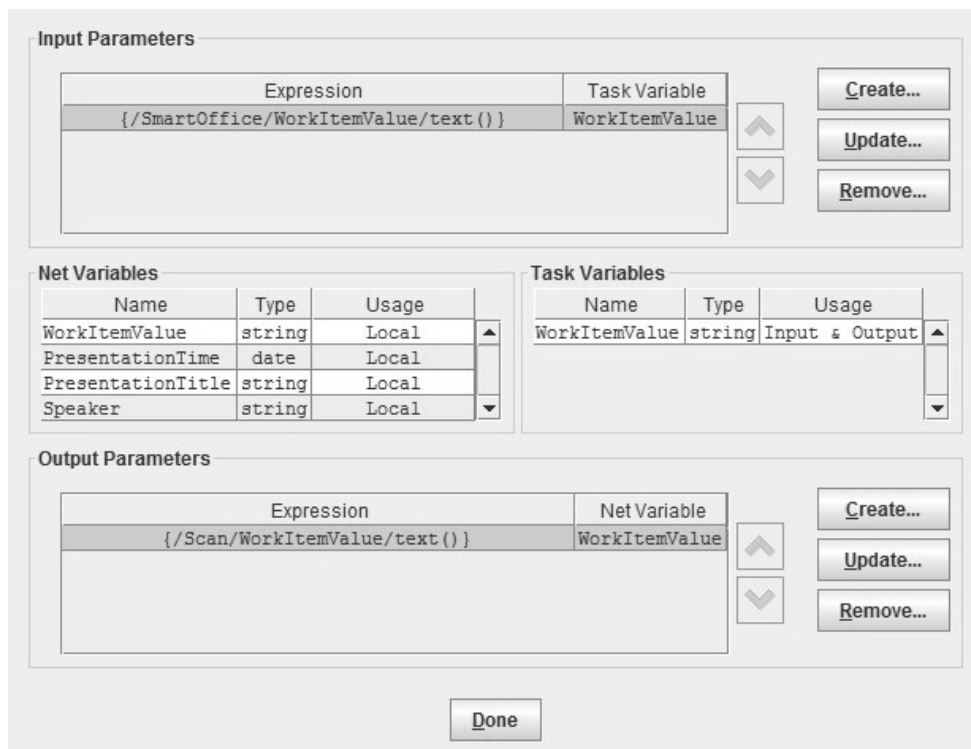 Input Parameters
Expression Task Variable
{/SmartOffice/WorkItemValue/text()} WorkItemValue
Create...
Update...
Remove...
Net Variables
Name Type Usage
WorkItemValue string Local
PresentationTime date Local
PresentationTitle string Local
Speaker string Local
Task Variables
Name Type Usage
WorkItemValue string Input & Output
Output Parameters
Expression Net Variable
{/Scan/WorkItemValue/text()} WorkItemValue
Create...
Update...
Remove...
Done